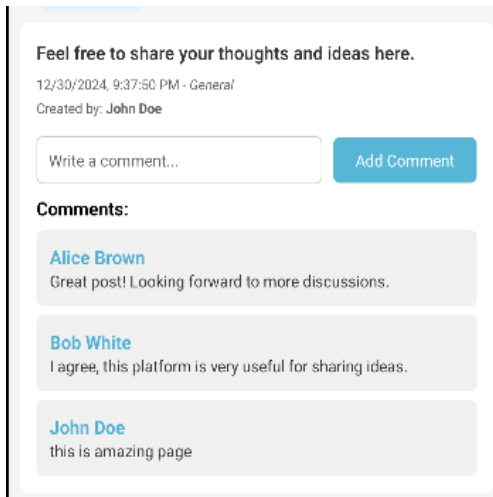 Feel free to share your thoughts and ideas here.
12/30/2024, 9:37:50 PM - General
Created by: John Doe
Write a comment...
Add Comment
Comments:
Alice Brown
Great post! Looking forward to more discussions.
Bob White
I agree, this platform is very useful for sharing ideas.
John Doe
this is amazing page